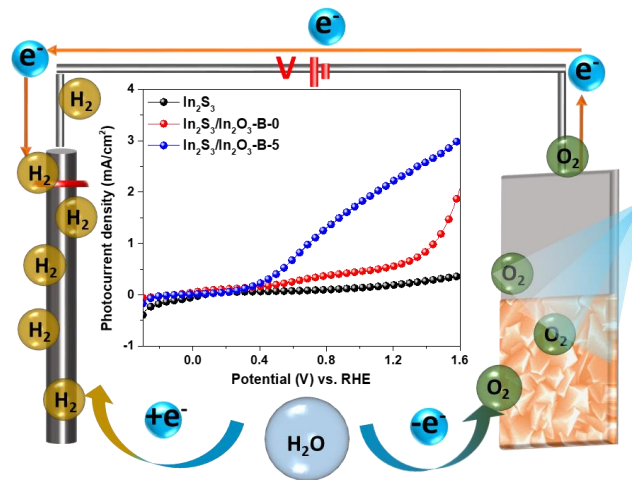 e⁻
e⁻
e⁻
V
H₂
O₂
H₂
H₂
H₂
H₂
H₂
O₂
O₂
O₂
4
3
2
1
0
-1
Photocurrent density (mA/cm²)
In₂S₃
In₂S₃/In₂O₃-B-0
In₂S₃/In₂O₃-B-5
0.0 0.4 0.8 1.2 1.6
Potential (V) vs. RHE
+e⁻
H₂O
-e⁻